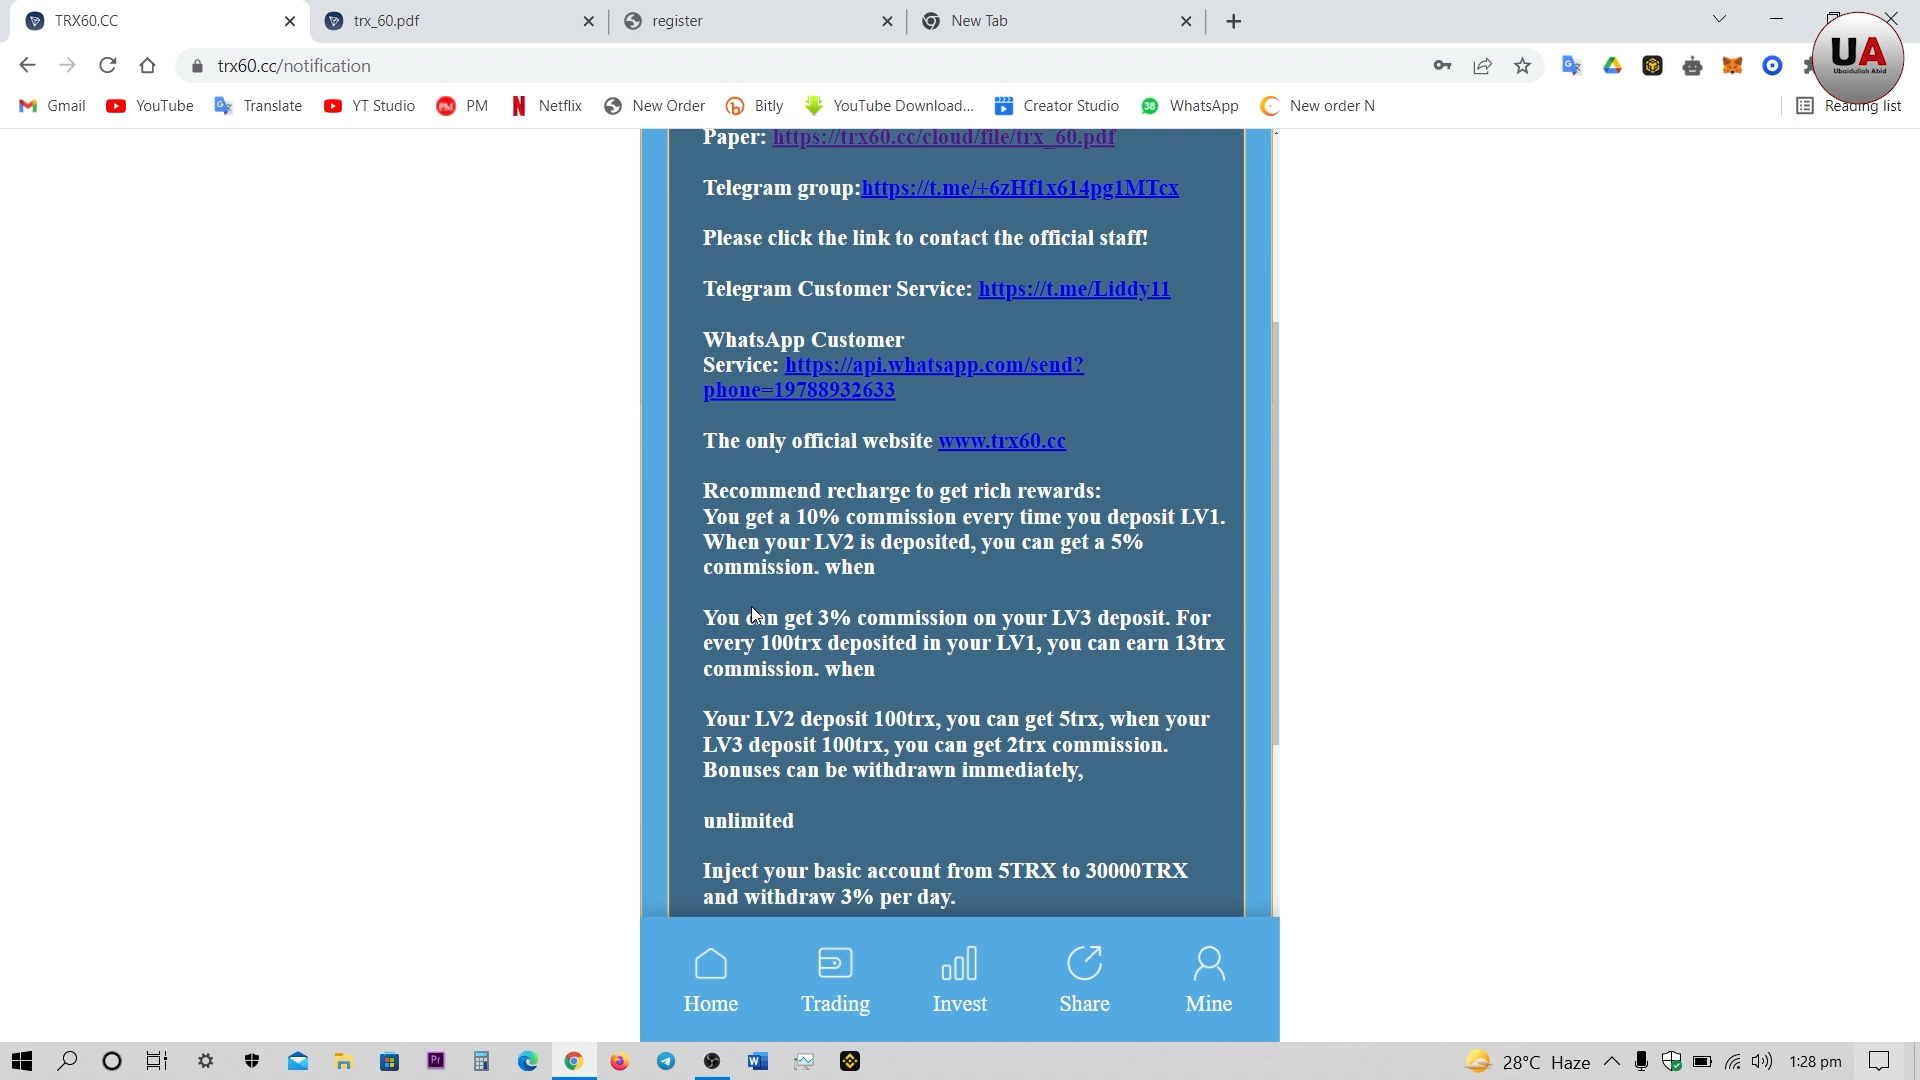 TRX60.CC
trx_60.pdf
register
New Tab
trx60.cc/notification
UA
Ubaidullah Abid
Gmail
YouTube
Translate
YT Studio
PM
PM
Netflix
New Order
Bitly
YouTube Download...
Creator Studio
38
WhatsApp
New order N
Reading list
Paper: https://trx60.cc/cloud/file/trx_60.pdf
Telegram group:https://t.me/+6zHf1x614pg1MTcx
Please click the link to contact the official staff!
Telegram Customer Service: https://t.me/Liddy11
WhatsApp Customer
Service: https://api.whatsapp.com/send?
phone=19788932633
The only official website www.trx60.cc
Recommend recharge to get rich rewards:
You get a 10% commission every time you deposit LV1.
When your LV2 is deposited, you can get a 5%
commission. when
You can get 3% commission on your LV3 deposit. For
every 100trx deposited in your LV1, you can earn 13trx
commission. when
Your LV2 deposit 100trx, you can get 5trx, when your
LV3 deposit 100trx, you can get 2trx commission.
Bonuses can be withdrawn immediately,
unlimited
Inject your basic account from 5TRX to 30000TRX
and withdraw 3% per day.
Home
Trading
Invest
Share
Mine
Pr
28°C Haze
1:28 pm